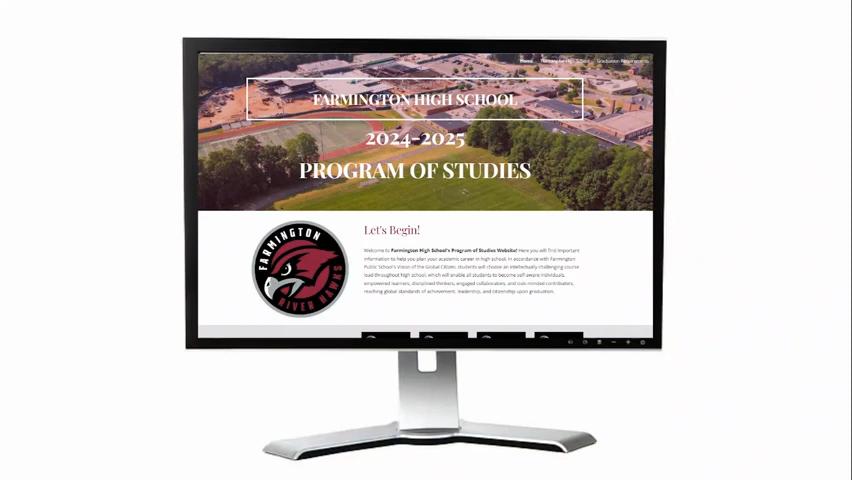 Home Farmington High School Graduation Requirements
FARMINGTON HIGH SCHOOL
2024-2025
PROGRAM OF STUDIES
FARMINGTON
RIVER HAWKS
Let's Begin!
Welcome to Farmington High School's Program of Studies Website! Here you will find important
information to help you plan your academic career in high school. In accordance with Farmington
Public School's Vision of the Global Citizen, students will choose an intellectually challenging course
load throughout high school, which will enable all students to become self-aware individuals,
empowered learners, disciplined thinkers, engaged collaborators, and civic-minded contributors,
reaching global standards of achievement, leadership, and citizenship upon graduation.